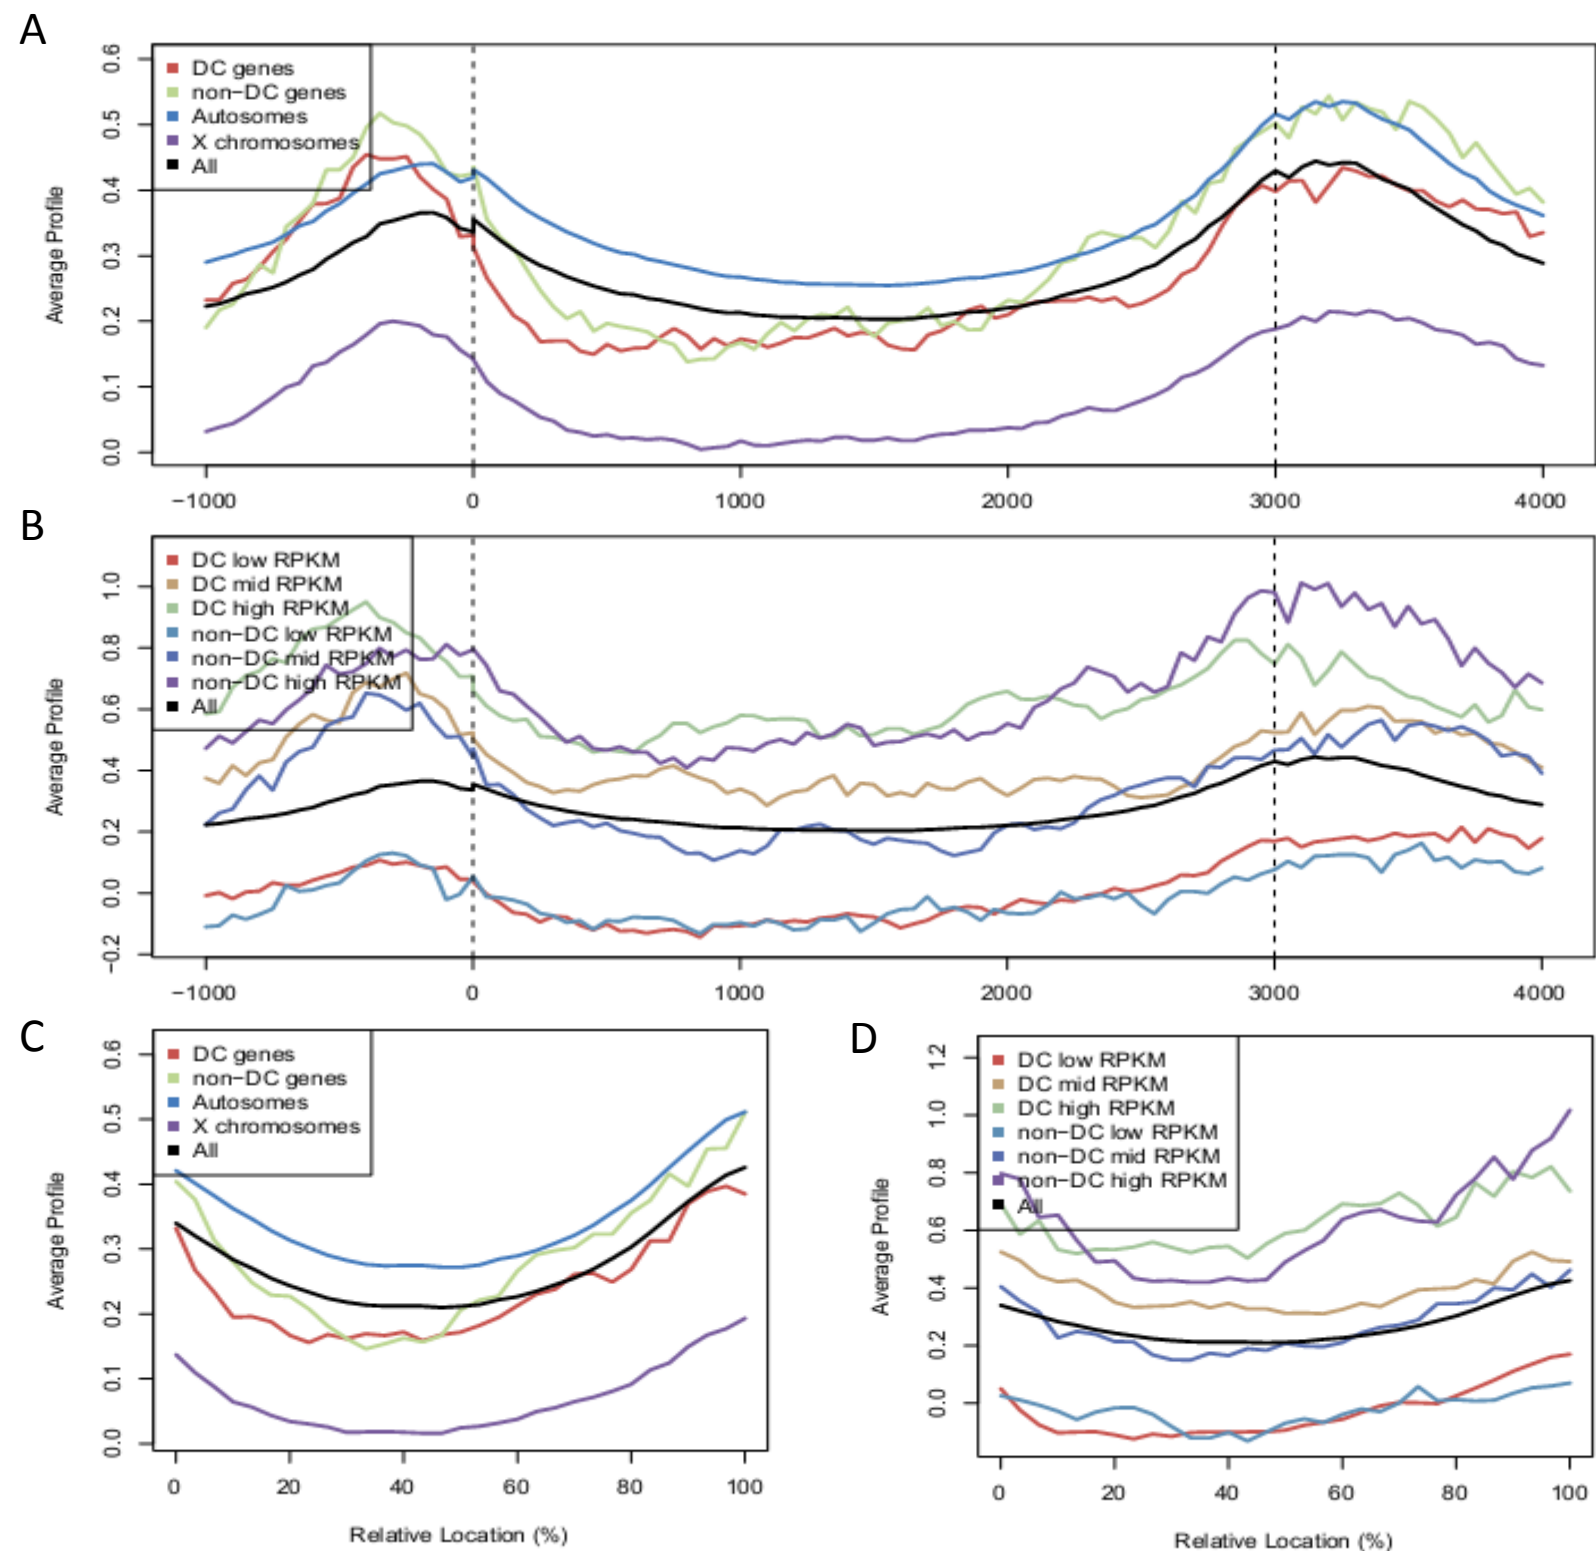 A
DC genes
non-DC genes
Autosomes
X chromosomes
All
Average Profile
0.6
0.5
0.4
0.3
0.2
0.1
0.0
-1000
0
1000
2000
3000
4000
B
DC low RPKM
DC mid RPKM
DC high RPKM
non-DC low RPKM
non-DC mid RPKM
non-DC high RPKM
All
Average Profile
1.0
0.8
0.6
0.4
0.2
0.0
-0.2
-1000
0
1000
2000
3000
4000
C
DC genes
non-DC genes
Autosomes
X chromosomes
All
Average Profile
0.6
0.5
0.4
0.3
0.2
0.1
0.0
0
20
40
60
80
100
Relative Location (%)
D
DC low RPKM
DC mid RPKM
DC high RPKM
non-DC low RPKM
non-DC mid RPKM
non-DC high RPKM
All
Average Profile
1.2
1.0
0.8
0.6
0.4
0.2
0.0
0
20
40
60
80
100
Relative Location (%)